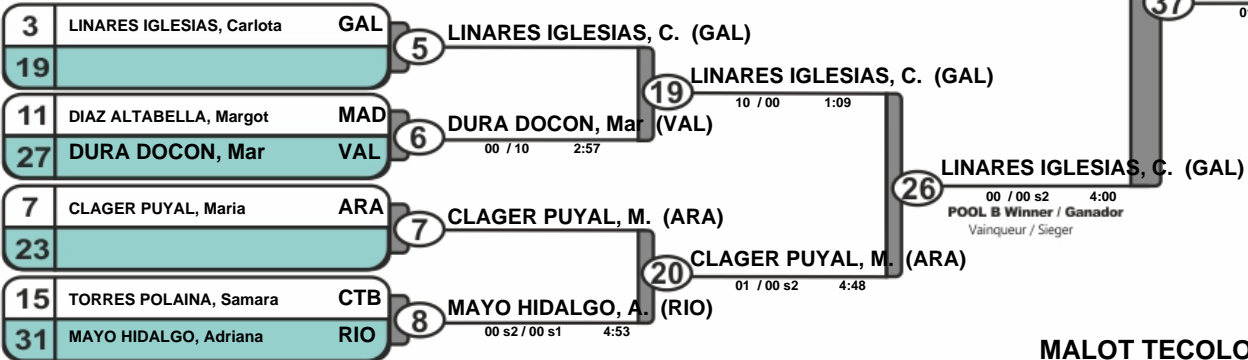 3 LINARES IGLESIAS, Carlota GAL
19
5 LINARES IGLESIAS, C. (GAL)
11 DIAZ ALTABELLA, Margot MAD
27 DURA DOCON, Mar VAL
6 DURA DOCON, Mar (VAL)
00 / 10 2:57
19 LINARES IGLESIAS, C. (GAL)
10 / 00 1:09
7 CLAGER PUYAL, Maria ARA
23
7 CLAGER PUYAL, M. (ARA)
15 TORRES POLAINA, Samara CTB
31 MAYO HIDALGO, Adriana RIO
8 MAYO HIDALGO, A. (RIO)
00 s2 / 00 s1 4:53
20 CLAGER PUYAL, M. (ARA)
01 / 00 s2 4:48
26 LINARES IGLESIAS, C. (GAL)
00 / 00 s2 4:00
POOL B Winner / Ganador
Vainqueur / Sieger
37
MALOT TECOLO